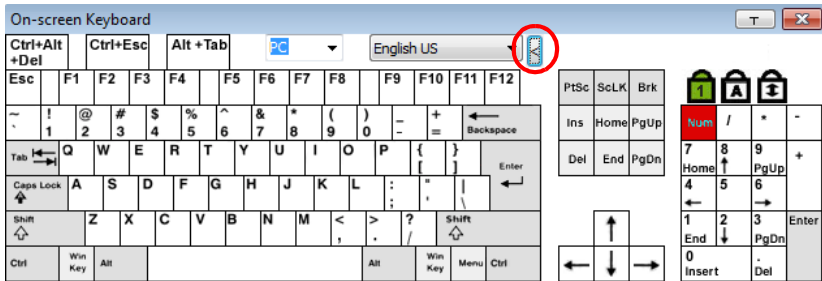 On-screen Keyboard
Ctrl+Alt +Del Ctrl+Esc Alt +Tab PC English US <
Esc F1 F2 F3 F4 F5 F6 F7 F8 F9 F10 F11 F12
~ ` ! 1 @ 2 # 3 $ 4 % 5 ^ 6 & 7 * 8 ( 9 ) 0 _ - + = Backspace
Tab Q W E R T Y U I O P { [ } ] Enter
Caps Lock A S D F G H J K L : ; " ' | \
Shift Z X C V B N M < , > . ? / Shift
Ctrl Win Key Alt Alt Win Key Menu Ctrl
PtSc ScLK Brk
Ins Home PgUp
Del End PgDn
← ↑ ↓ →
1 A
Num / * -
7 Home 8 ↑ 9 PgUp +
4 ← 5 6 →
1 End 2 ↓ 3 PgDn Enter
0 Insert . Del